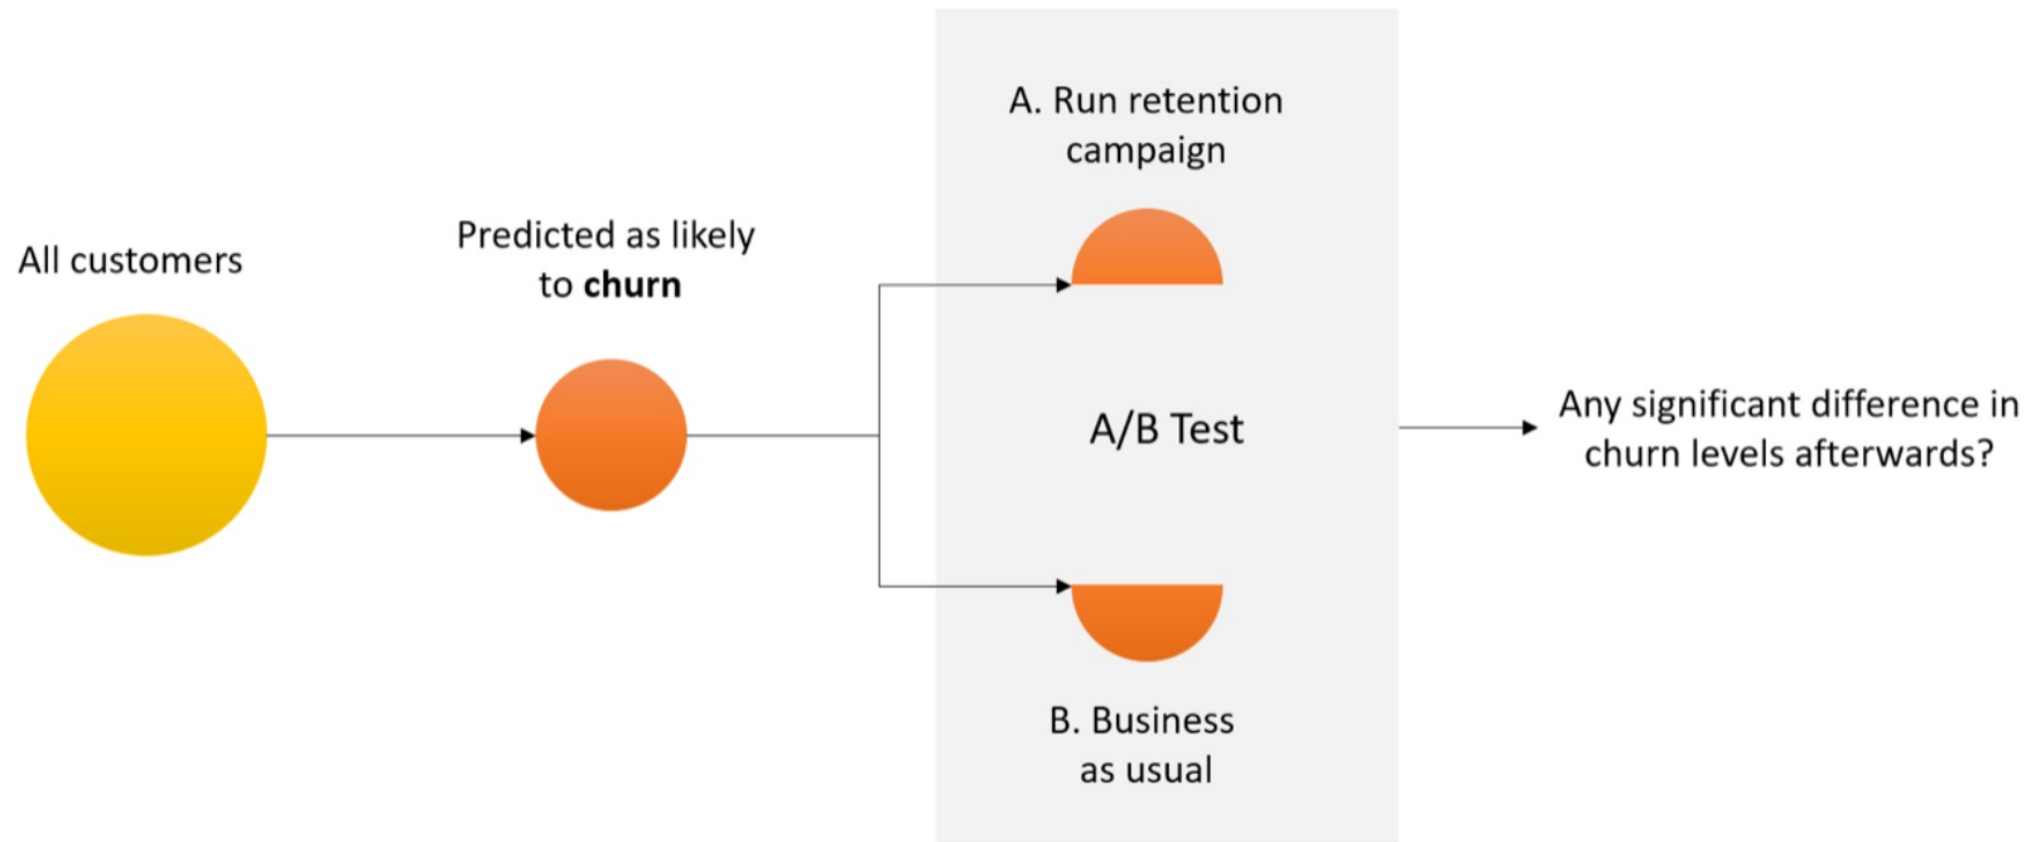 All customers
Predicted as likely
to churn
A. Run retention
campaign
A/B Test
B. Business
as usual
Any significant difference in
churn levels afterwards?